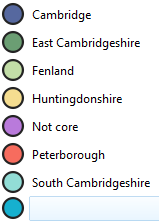 Cambridge
East Cambridgeshire
Fenland
Huntingdonshire
Not core
Peterborough
South Cambridgeshire